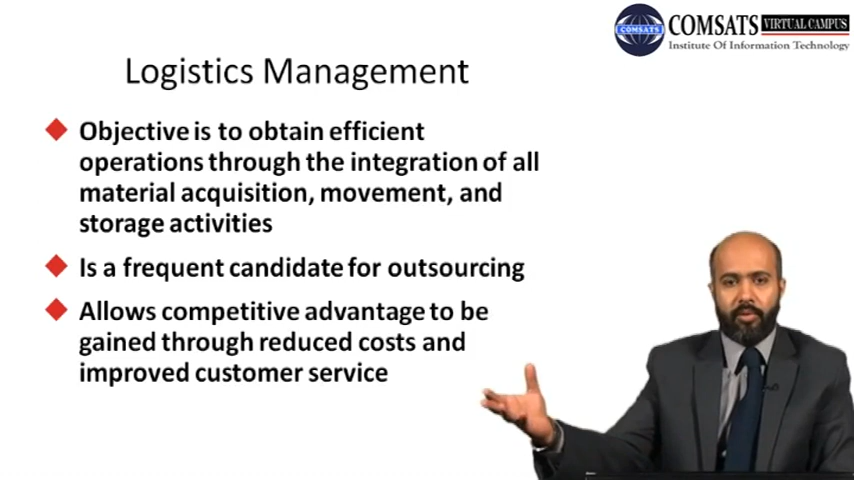 COMSATS VIRTUAL CAMPUS
COMSATS
Institute Of Information Technology
Logistics Management
Objective is to obtain efficient
operations through the integration of all
material acquisition, movement, and
storage activities
Is a frequent candidate for outsourcing
Allows competitive advantage to be
gained through reduced costs and
improved customer service